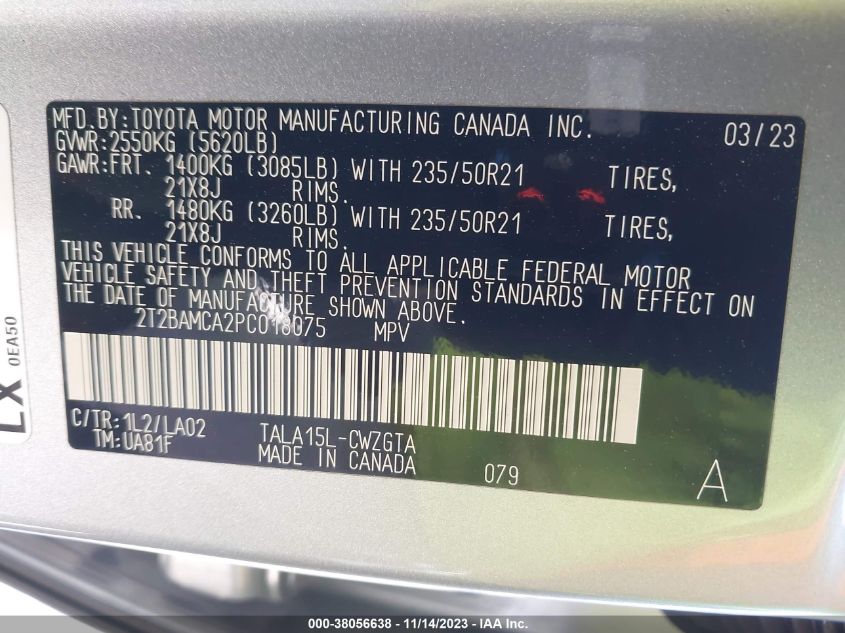 MFD.BY:TOYOTA MOTOR MANUFACTURING CANADA INC. 03/23
GVWR:2550KG (5620LB)
GAWR:FRT. 1400KG (3085LB) WITH 235/50R21 TIRES,
21X8J RIMS.
RR. 1480KG (3260LB) WITH 235/50R21 TIRES,
21X8J RIMS.
THIS VEHICLE CONFORMS TO ALL APPLICABLE FEDERAL MOTOR
VEHICLE SAFETY AND THEFT PREVENTION STANDARDS IN EFFECT ON
THE DATE OF MANUFACTURE SHOWN ABOVE.
2T2BAMCA2PC018075 MPV
C/TR:1L2/LA02 TALA15L-CWZGTA
TM:UA81F MADE IN CANADA 079 A
LX 0EA50
000-38056638 - 11/14/2023 - IAA Inc.